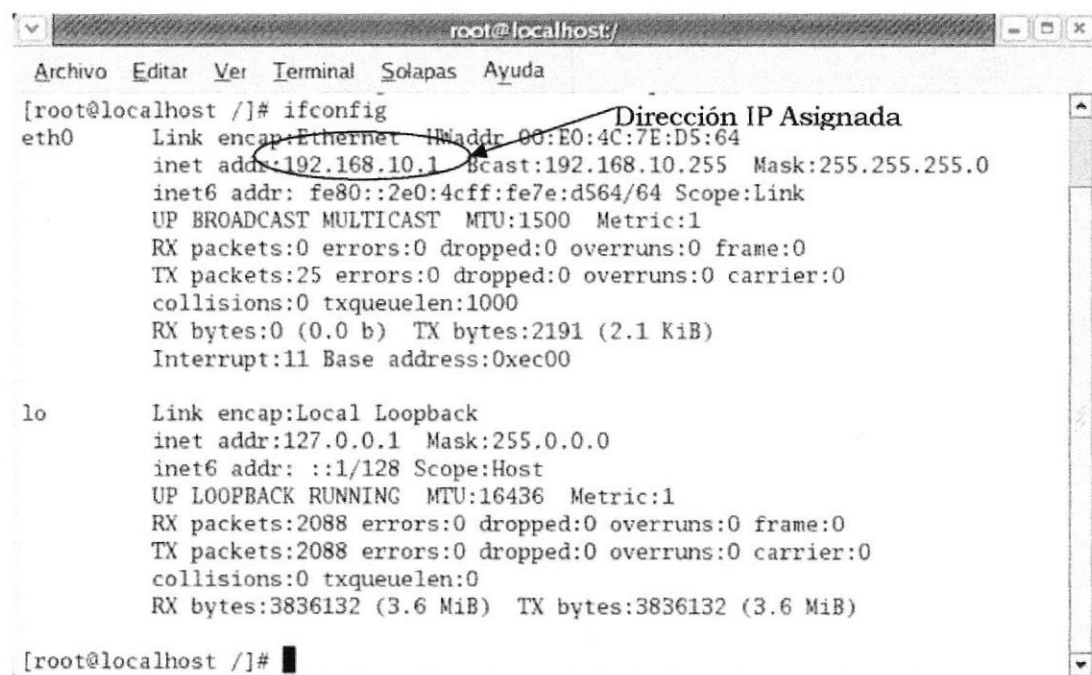 root@localhost:/
Archivo Editar Ver Terminal Solapas Ayuda
[root@localhost /]# ifconfig
Dirección IP Asignada
eth0 Link encap:Ethernet HWaddr 00:E0:4C:7E:D5:64
inet addr:192.168.10.1 Bcast:192.168.10.255 Mask:255.255.255.0
inet6 addr: fe80::2e0:4cff:fe7e:d564/64 Scope:Link
UP BROADCAST MULTICAST MTU:1500 Metric:1
RX packets:0 errors:0 dropped:0 overruns:0 frame:0
TX packets:25 errors:0 dropped:0 overruns:0 carrier:0
collisions:0 txqueuelen:1000
RX bytes:0 (0.0 b) TX bytes:2191 (2.1 KiB)
Interrupt:11 Base address:0xec00
lo Link encap:Local Loopback
inet addr:127.0.0.1 Mask:255.0.0.0
inet6 addr: ::1/128 Scope:Host
UP LOOPBACK RUNNING MTU:16436 Metric:1
RX packets:2088 errors:0 dropped:0 overruns:0 frame:0
TX packets:2088 errors:0 dropped:0 overruns:0 carrier:0
collisions:0 txqueuelen:0
RX bytes:3836132 (3.6 MiB) TX bytes:3836132 (3.6 MiB)
[root@localhost /]#